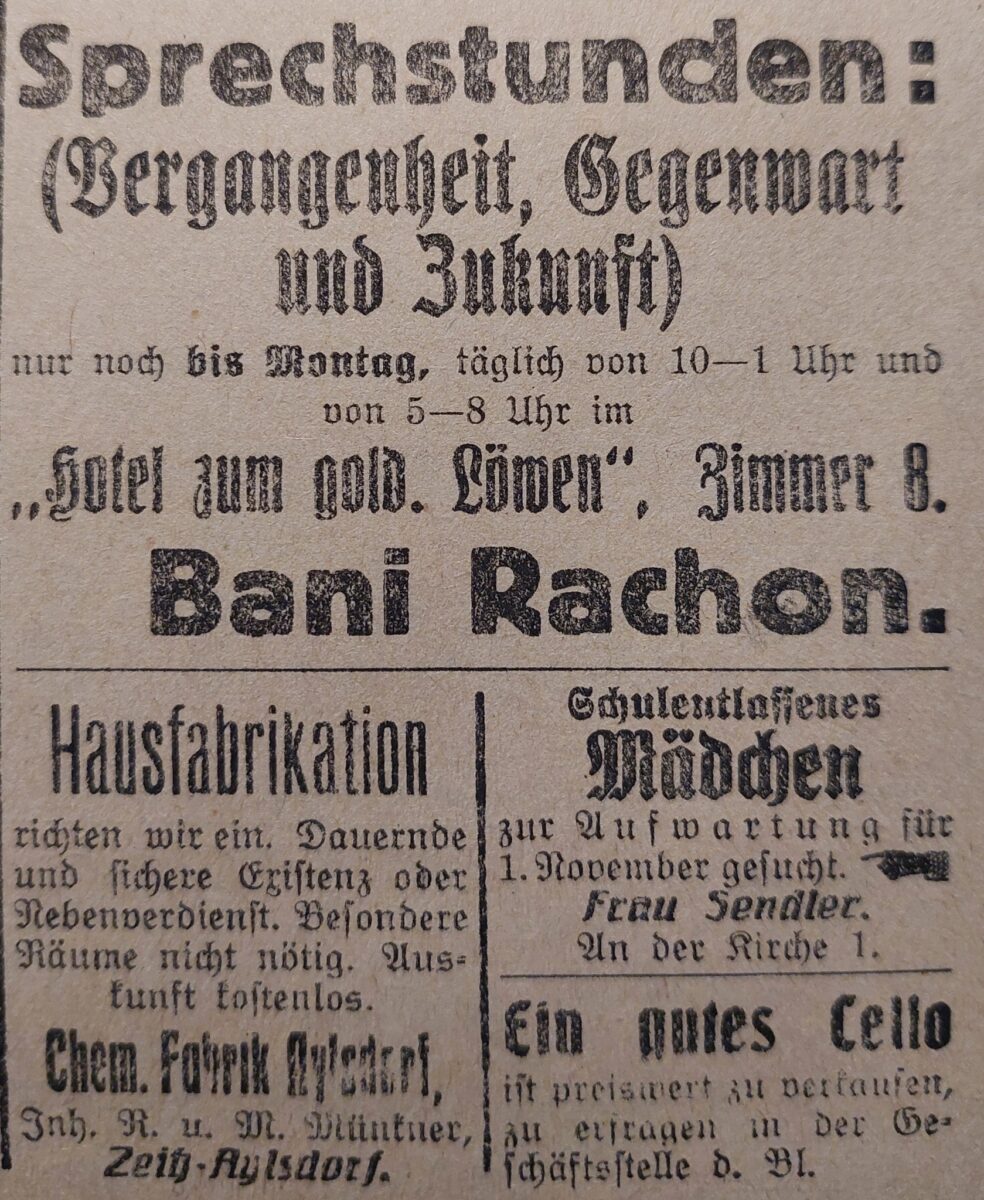 Sprechstunden:
(Vergangenheit, Gegenwart
und Zukunft)
nur noch bis Montag, täglich von 10—1 Uhr und
von 5—8 Uhr im
„Hotel zum gold. Löwen“, Zimmer 8.
Bani Rachon.
Hausfabrikation
richten wir ein. Dauernde
und sichere Existenz oder
Nebenverdienst. Besondere
Räume nicht nötig. Aus-
kunft kostenlos.
Chem. Fabrik Aylsdorf,
Inh. R. u. M. Münkner,
Zeitz-Aylsdorf.
Schulentlassenes
Mädchen
zur Aufwartung für
1. November gesucht.
Frau Sendler.
An der Kirche 1.
Ein gutes Cello
ist preiswert zu verkaufen,
zu erfragen in der Ge-
schäftsstelle d. Bl.